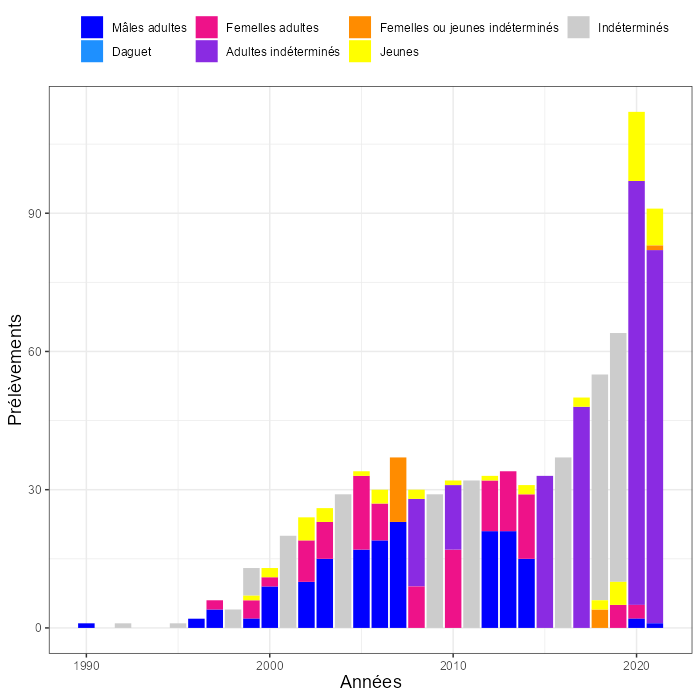 Mâles adultes Femelles adultes Femelles ou jeunes indéterminés Indéterminés
Daguet Adultes indéterminés Jeunes
90
60
30
0
Prélèvements
1990 2000 2010 2020
Années